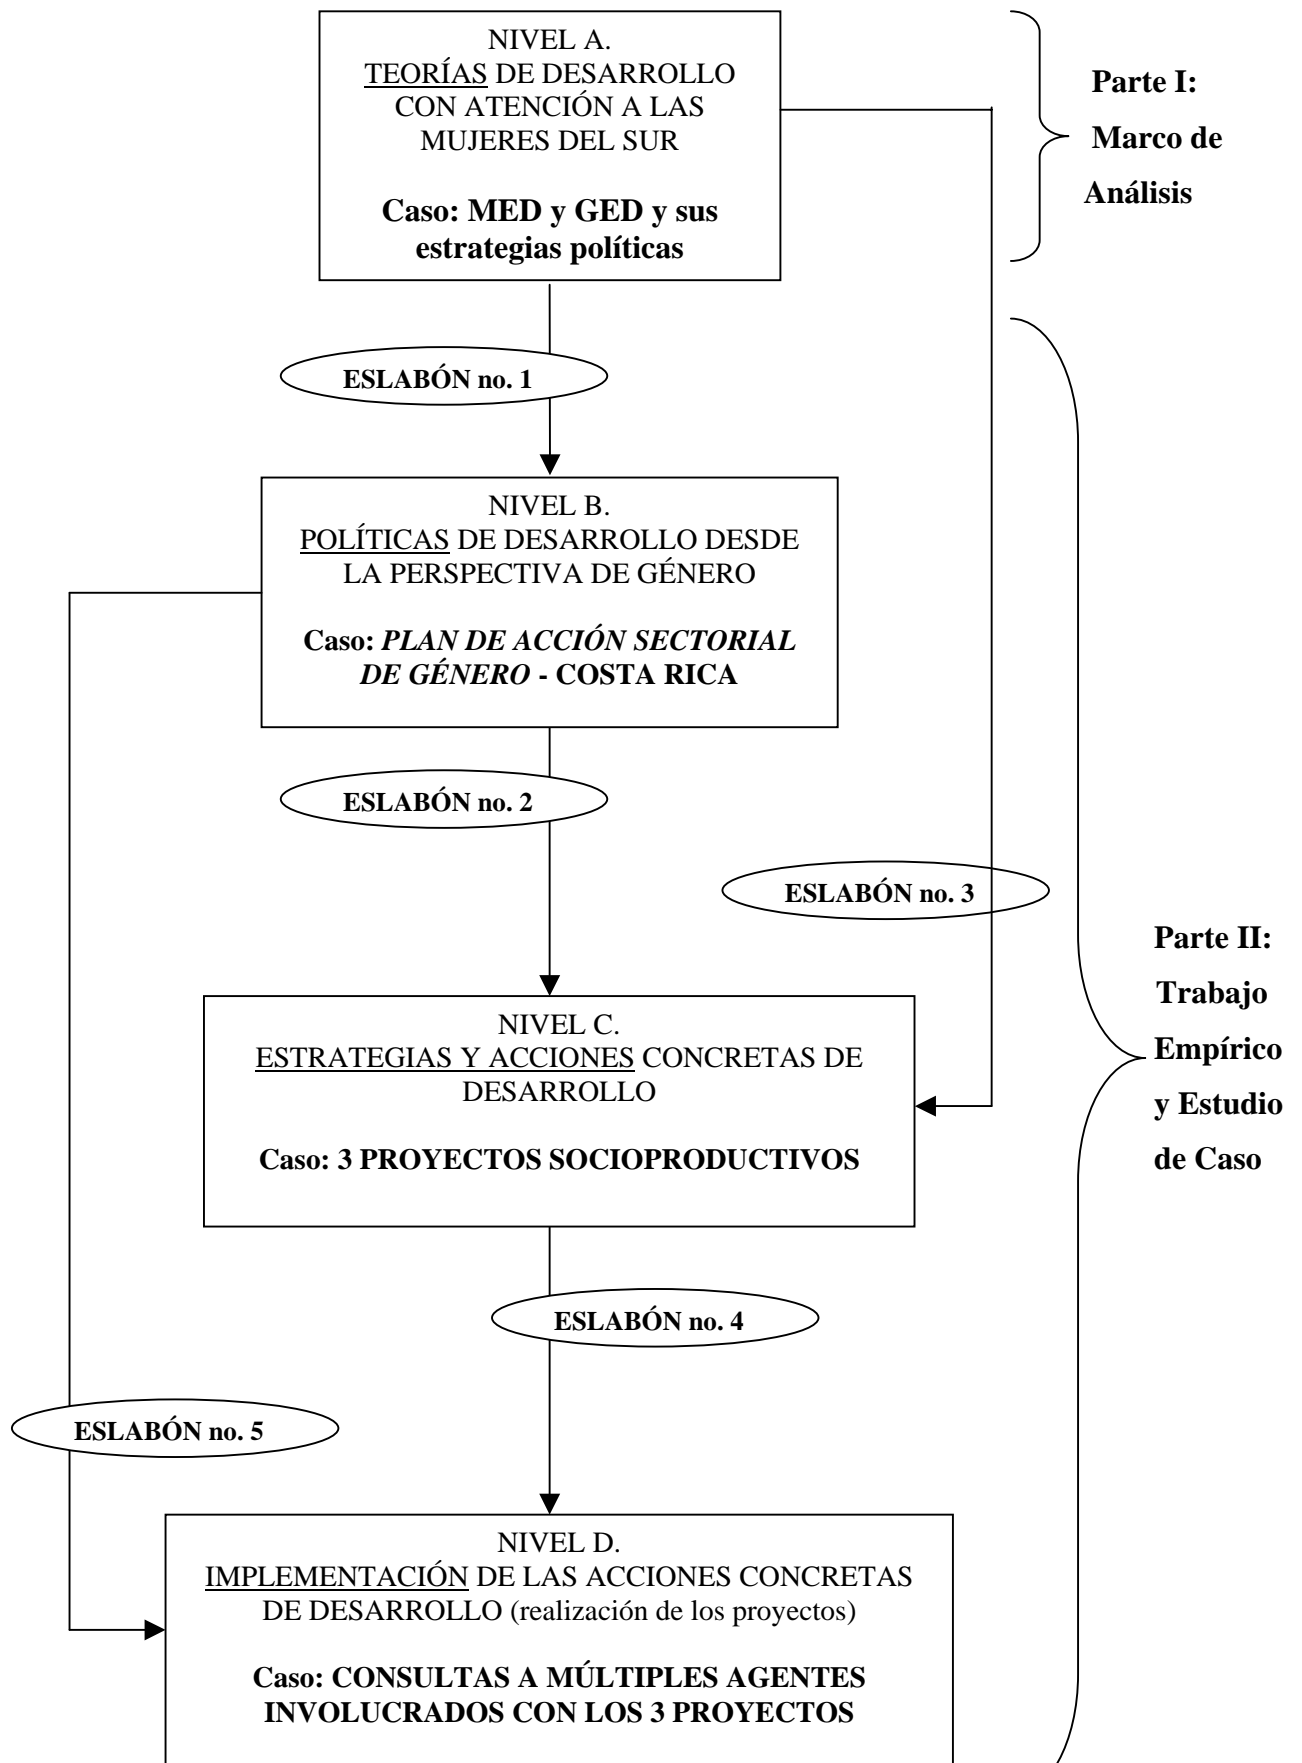 NIVEL A.
TEORÍAS DE DESARROLLO
CON ATENCIÓN A LAS
MUJERES DEL SUR
Caso: MED y GED y sus
estrategias políticas
Parte I:
Marco de
Análisis
ESLABÓN no. 1
NIVEL B.
POLÍTICAS DE DESARROLLO DESDE
LA PERSPECTIVA DE GÉNERO
Caso: PLAN DE ACCIÓN SECTORIAL
DE GÉNERO - COSTA RICA
ESLABÓN no. 2
ESLABÓN no. 3
Parte II:
Trabajo
Empírico
y Estudio
de Caso
NIVEL C.
ESTRATEGIAS Y ACCIONES CONCRETAS DE
DESARROLLO
Caso: 3 PROYECTOS SOCIOPRODUCTIVOS
ESLABÓN no. 4
ESLABÓN no. 5
NIVEL D.
IMPLEMENTACIÓN DE LAS ACCIONES CONCRETAS
DE DESARROLLO (realización de los proyectos)
Caso: CONSULTAS A MÚLTIPLES AGENTES
INVOLUCRADOS CON LOS 3 PROYECTOS